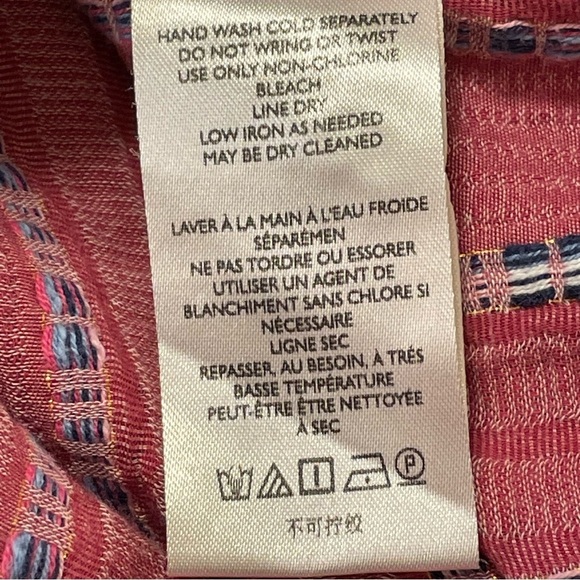 HAND WASH COLD SEPARATELY
DO NOT WRING OR TWIST
USE ONLY NON-CHLORINE
BLEACH
LINE DRY
LOW IRON AS NEEDED
MAY BE DRY CLEANED
LAVER À LA MAIN À L'EAU FROIDE
SÉPARÉMEN
NE PAS TORDRE OU ESSORER
UTILISER UN AGENT DE
BLANCHIMENT SANS CHLORE SI
NÉCESSAIRE
LIGNE SEC
REPASSER, AU BESOIN, À TRÉS
BASSE TEMPÉRATURE
PEUT-ÊTRE ÊTRE NETTOYÉE
À SEC
P
不可拧绞